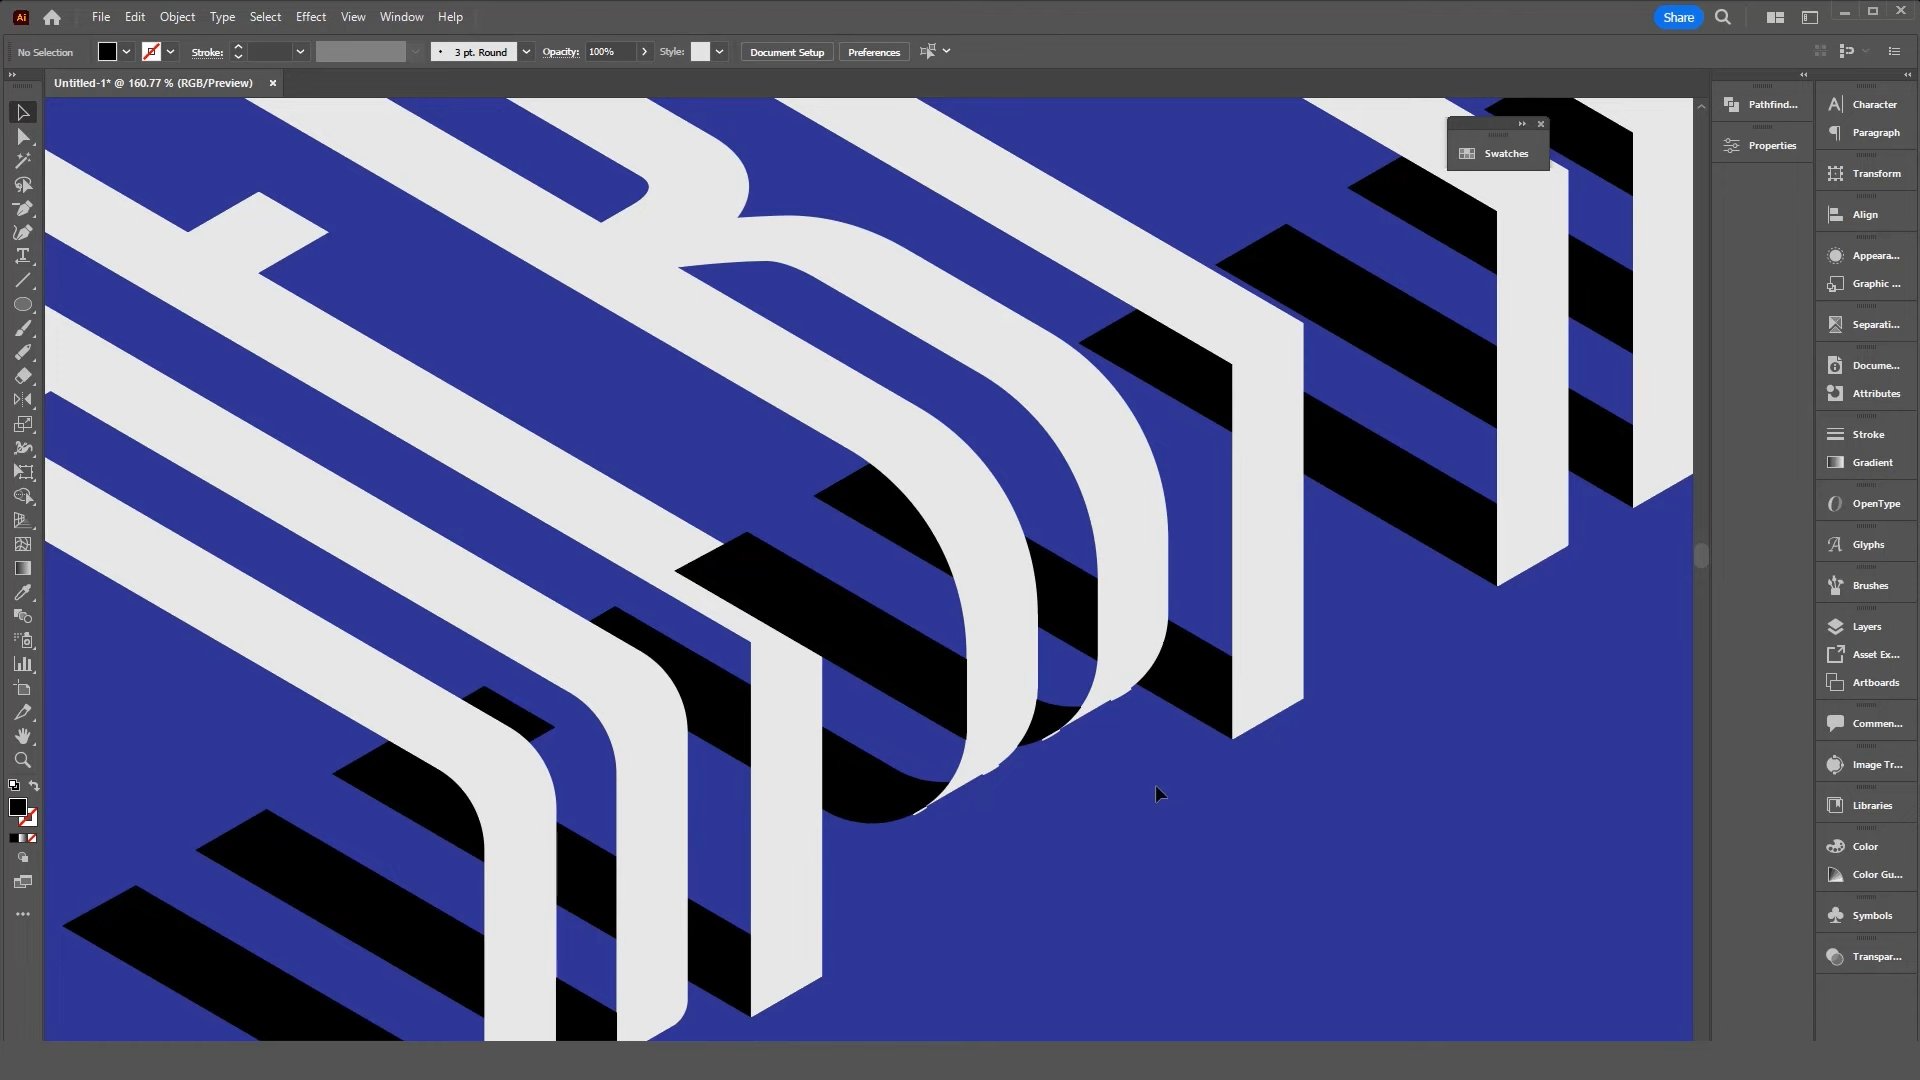 Ai File Edit Object Type Select Effect View Window Help Share
No Selection Stroke: 3 pt. Round Opacity: 100% Style: Document Setup Preferences
Untitled-1* @ 160.77 % (RGB/Preview)
Swatches
Pathfind...
Properties
Character
Paragraph
Transform
Align
Appeara...
Graphic ...
Separati...
Docume...
Attributes
Stroke
Gradient
OpenType
Glyphs
Brushes
Layers
Asset Ex...
Artboards
Commen...
Image Tr...
Libraries
Color
Color Gu...
Symbols
Transpar...